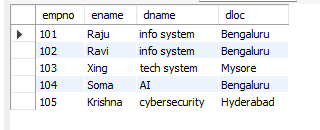 empno ename dname dloc
101 Raju info system Bengaluru
102 Ravi info system Bengaluru
103 Xing tech system Mysore
104 Soma AI Bengaluru
105 Krishna cybersecurity Hyderabad